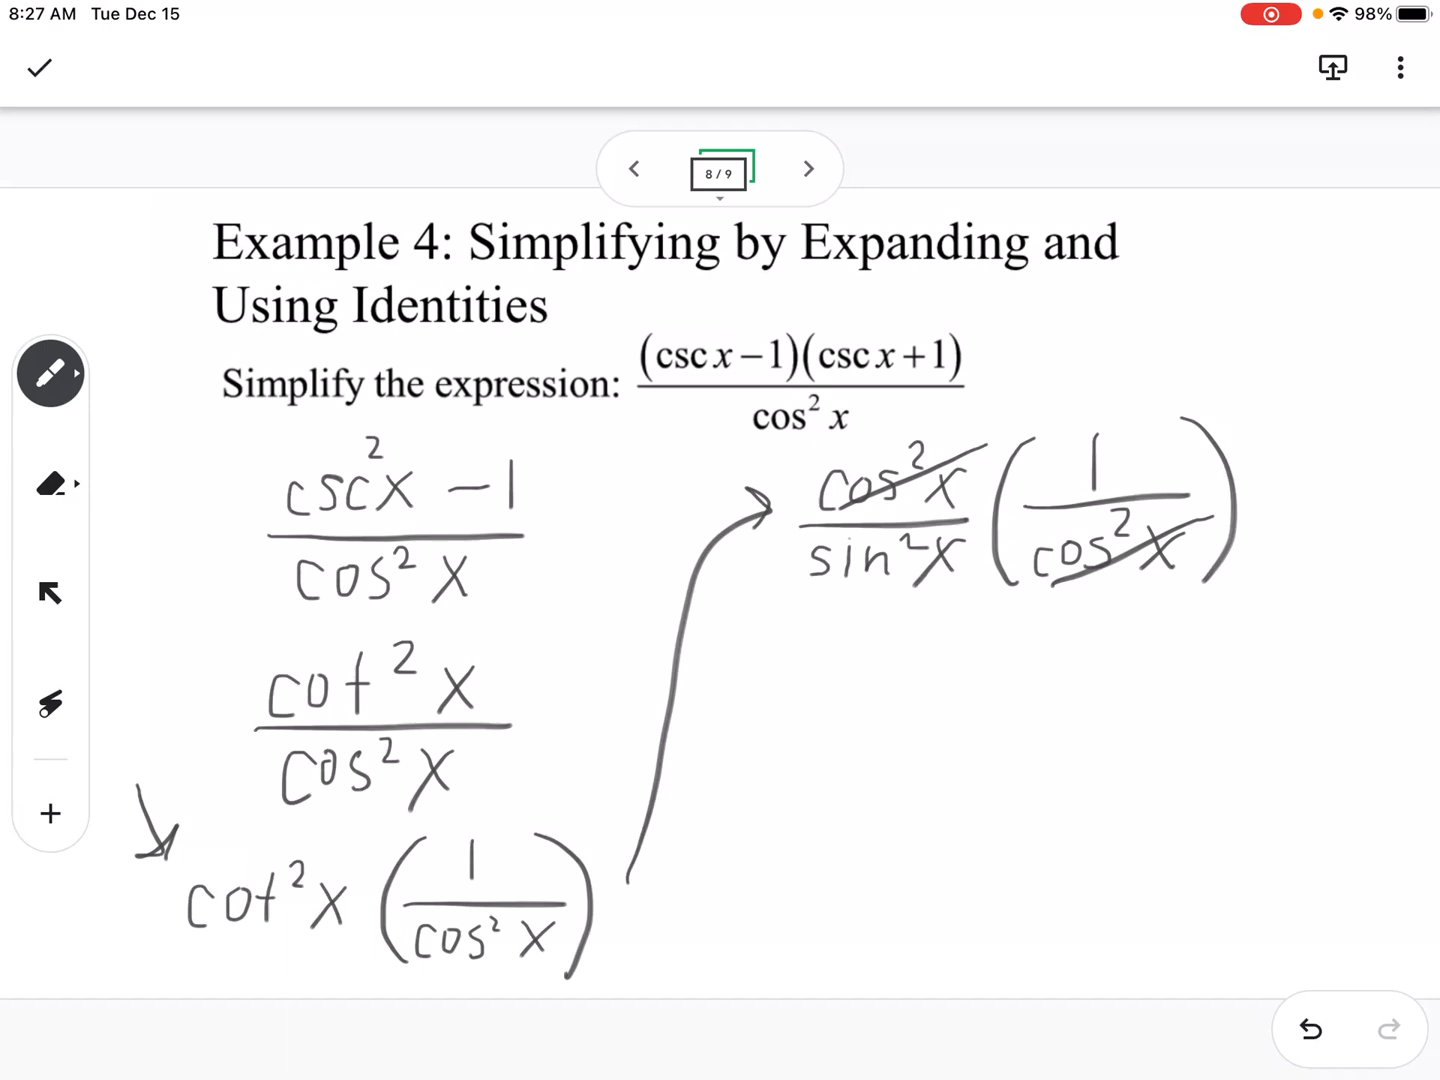 8:27 AM Tue Dec 15
98%
8 / 9
Example 4: Simplifying by Expanding and
Using Identities
Simplify the expression: (csc x − 1)(csc x + 1) / cos² x
csc²x − 1
cos² x
cot² x
cos² x
cot² x (1 / cos² x)
cos² x / sin² x (1 / cos² x)